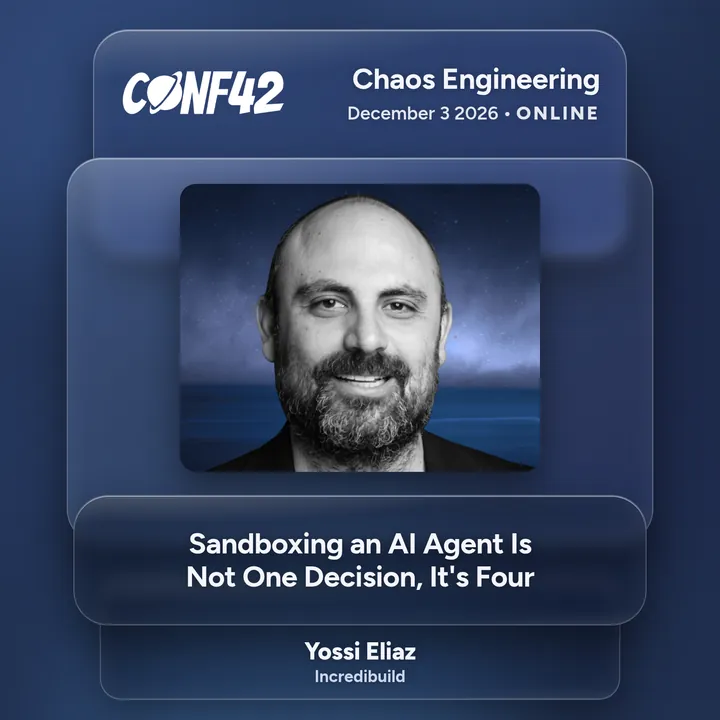 CONF42
Chaos Engineering
December 3 2026 • ONLINE
Sandboxing an AI Agent Is
Not One Decision, It's Four
Yossi Eliaz
Incredibuild